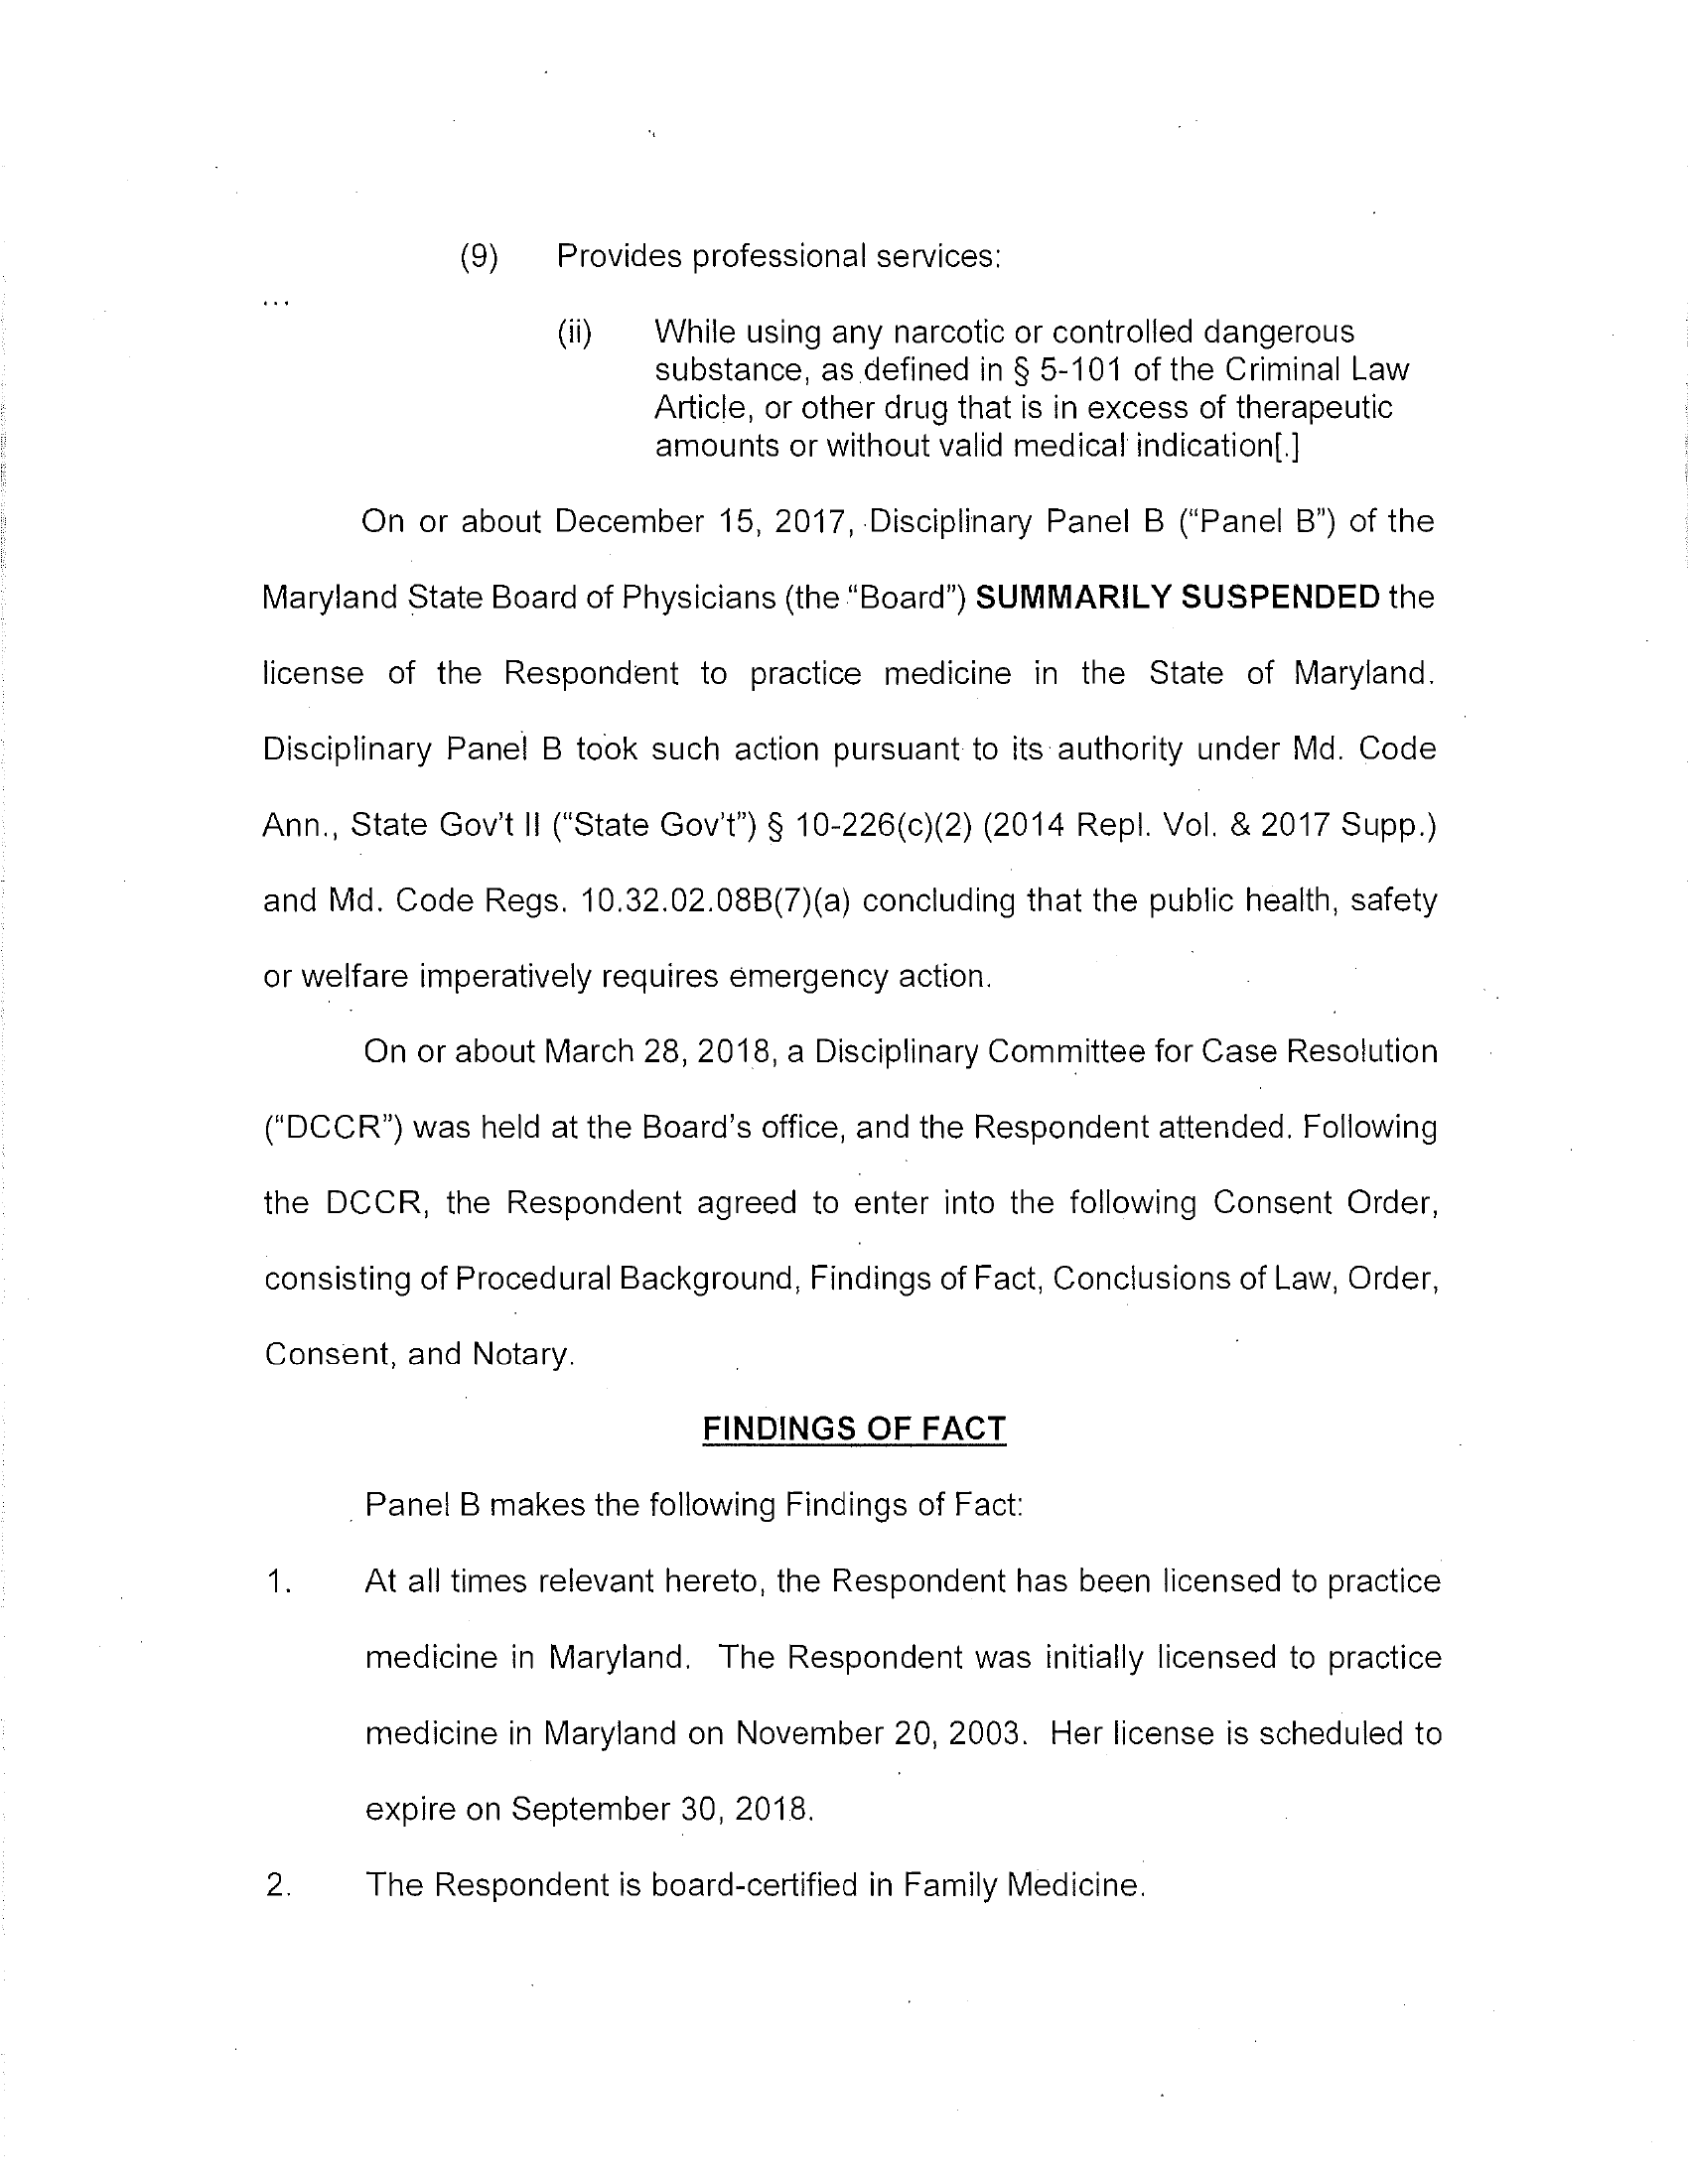 (9) Provides professional services:
...
(ii) While using any narcotic or controlled dangerous
substance, as defined in § 5-101 of the Criminal Law
Article, or other drug that is in excess of therapeutic
amounts or without valid medical indication[.]
On or about December 15, 2017, Disciplinary Panel B (“Panel B”) of the
Maryland State Board of Physicians (the “Board”) SUMMARILY SUSPENDED the
license of the Respondent to practice medicine in the State of Maryland.
Disciplinary Panel B took such action pursuant to its authority under Md. Code
Ann., State Gov’t II (“State Gov’t”) § 10-226(c)(2) (2014 Repl. Vol. & 2017 Supp.)
and Md. Code Regs. 10.32.02.08B(7)(a) concluding that the public health, safety
or welfare imperatively requires emergency action.
On or about March 28, 2018, a Disciplinary Committee for Case Resolution
(“DCCR”) was held at the Board’s office, and the Respondent attended. Following
the DCCR, the Respondent agreed to enter into the following Consent Order,
consisting of Procedural Background, Findings of Fact, Conclusions of Law, Order,
Consent, and Notary.
FINDINGS OF FACT
Panel B makes the following Findings of Fact:
1. At all times relevant hereto, the Respondent has been licensed to practice
medicine in Maryland. The Respondent was initially licensed to practice
medicine in Maryland on November 20, 2003. Her license is scheduled to
expire on September 30, 2018.
2. The Respondent is board-certified in Family Medicine.